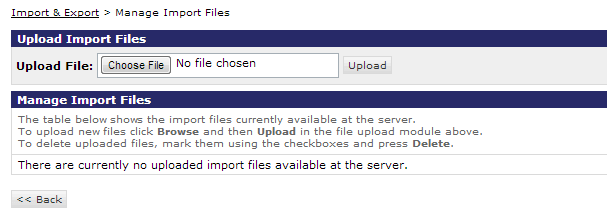 Import & Export > Manage Import Files
Upload Import Files
Upload File: Choose File No file chosen Upload
Manage Import Files
The table below shows the import files currently available at the server.
To upload new files click Browse and then Upload in the file upload module above.
To delete uploaded files, mark them using the checkboxes and press Delete.
There are currently no uploaded import files available at the server.
<< Back